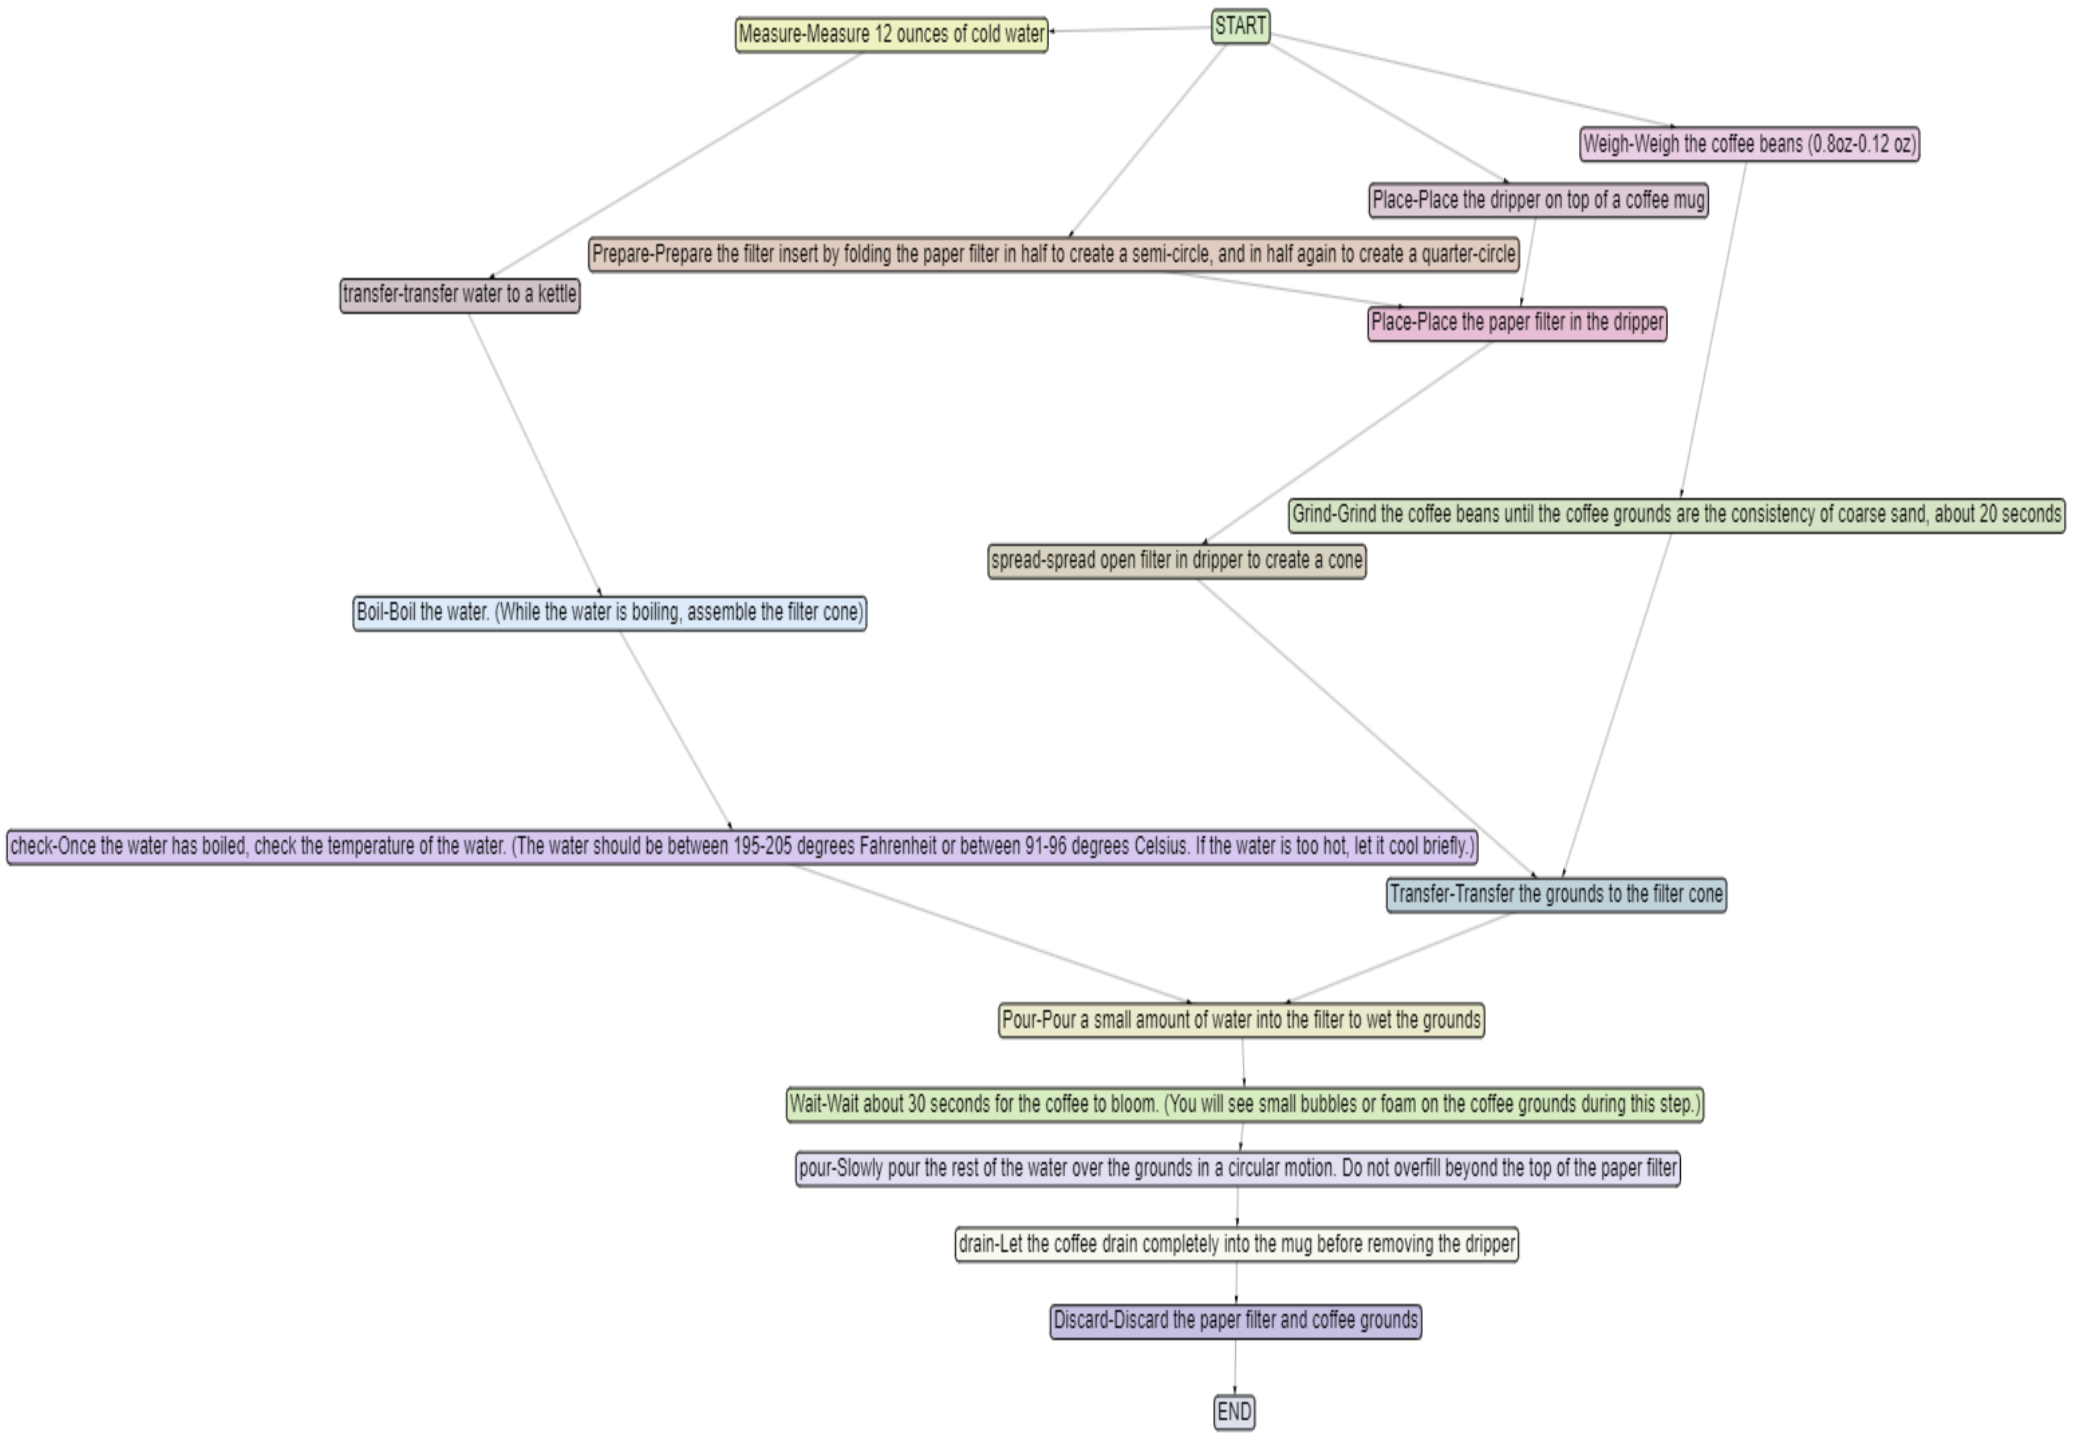 START
Measure-Measure 12 ounces of cold water
Weigh-Weigh the coffee beans (0.8oz-0.12 oz)
Place-Place the dripper on top of a coffee mug
Prepare-Prepare the filter insert by folding the paper filter in half to create a semi-circle, and in half again to create a quarter-circle
transfer-transfer water to a kettle
Place-Place the paper filter in the dripper
Grind-Grind the coffee beans until the coffee grounds are the consistency of coarse sand, about 20 seconds
spread-spread open filter in dripper to create a cone
Boil-Boil the water. (While the water is boiling, assemble the filter cone)
check-Once the water has boiled, check the temperature of the water. (The water should be between 195-205 degrees Fahrenheit or between 91-96 degrees Celsius. If the water is too hot, let it cool briefly.)
Transfer-Transfer the grounds to the filter cone
Pour-Pour a small amount of water into the filter to wet the grounds
Wait-Wait about 30 seconds for the coffee to bloom. (You will see small bubbles or foam on the coffee grounds during this step.)
pour-Slowly pour the rest of the water over the grounds in a circular motion. Do not overfill beyond the top of the paper filter
drain-Let the coffee drain completely into the mug before removing the dripper
Discard-Discard the paper filter and coffee grounds
END